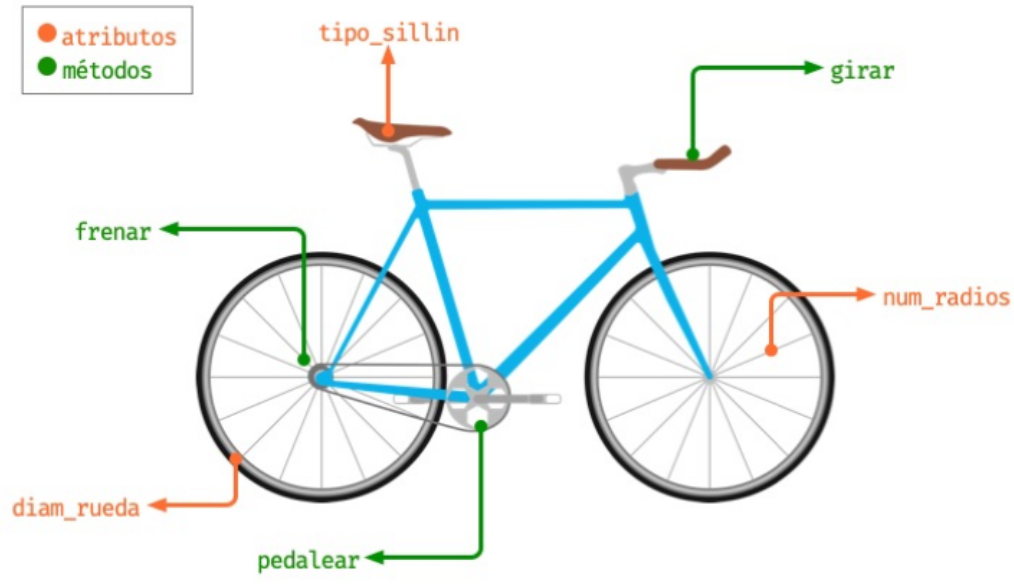 atributos
métodos
tipo_sillin
girar
frenar
num_radios
diam_rueda
pedalear